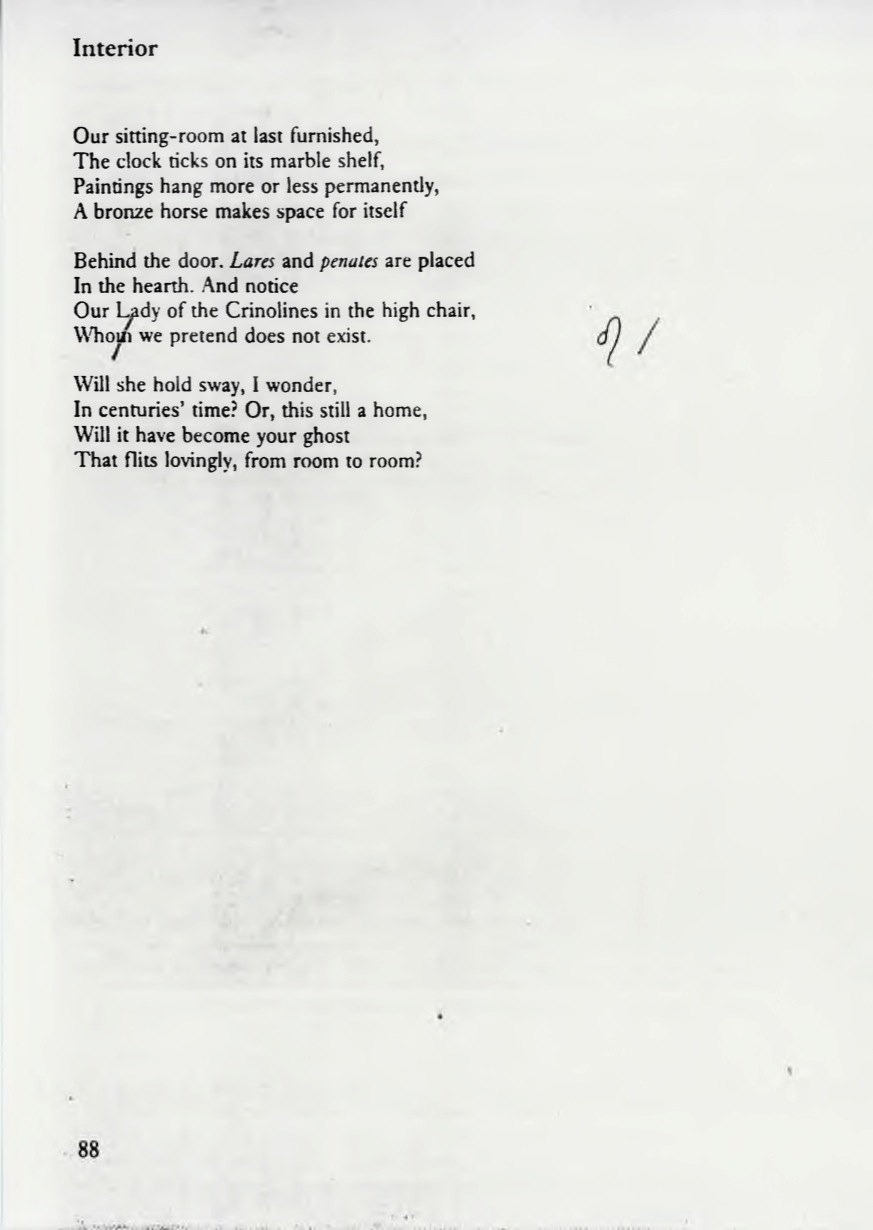 Interior
Our sitting-room at last furnished,
The clock ticks on its marble shelf,
Paintings hang more or less permanently,
A bronze horse makes space for itself
Behind the door. Lares and penates are placed
In the hearth. And notice
Our Lady of the Crinolines in the high chair,
Whom we pretend does not exist.
Will she hold sway, I wonder,
In centuries' time? Or, this still a home,
Will it have become your ghost
That flits lovingly, from room to room?
88